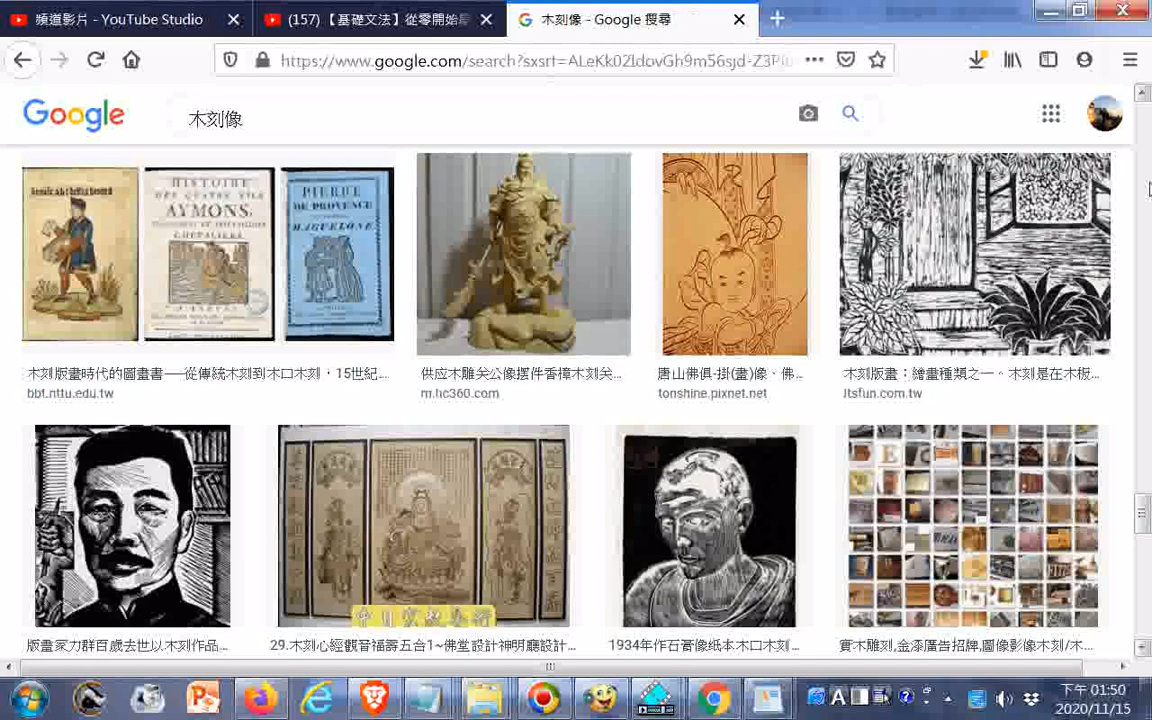 頻道影片 - YouTube Studio
(157) 【基礎文法】從零開始
木刻像 - Google 搜尋
https://www.google.com/search?sxsrf=ALeKk02
Google
木刻像
HISTOIRE
AYMONS,
CHEVALIERS
PIERRE
DE PROVENCE
MAGUELONE
木刻版畫時代的圖畫書──從傳統木刻到木口木刻，15世紀...
bbt.nttu.edu.tw
供应木雕关公像摆件香樟木刻关...
m.hc360.com
唐山佛俱-掛(畫)像、佛...
tonshine.pixnet.net
木刻版畫：繪畫種類之一。木刻是在木板...
itsfun.com.tw
版畫家力群百歲去世以木刻作品...
29.木刻心經觀音福壽五合1~佛堂設計神明廳設計...
1934年作石膏像纸本木口木刻...
實木雕刻,金漆廣告招牌,圖像影像木刻/木...
下午 01:50
2020/11/15